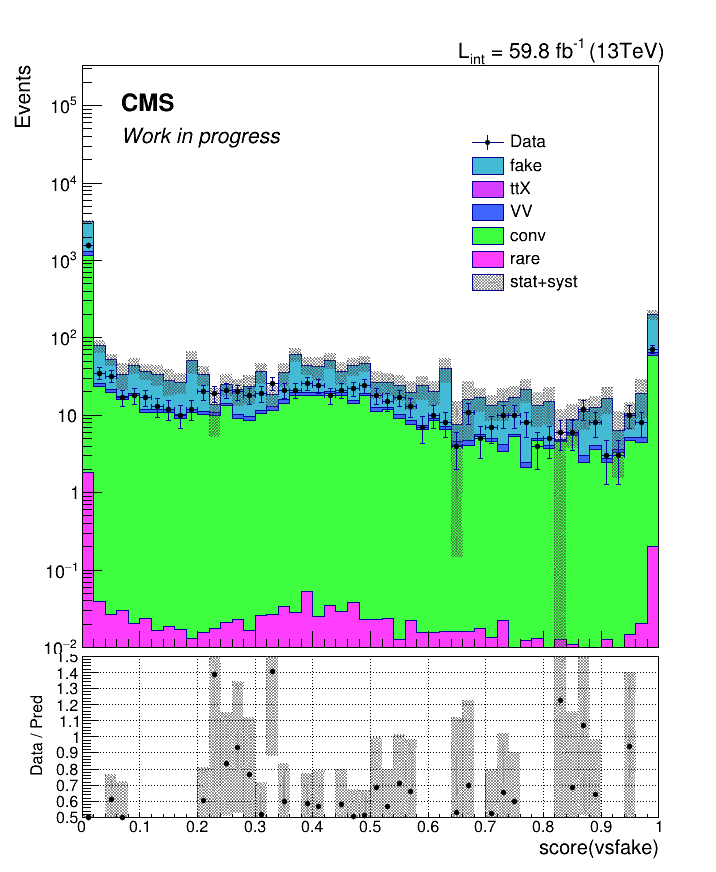 L_int = 59.8 fb^-1 (13TeV)
Events
CMS
Work in progress
Data
fake
ttX
VV
conv
rare
stat+syst
10^5
10^4
10^3
10^2
10
1
10^−1
10^−2
Data / Pred
1.5
1.4
1.3
1.2
1.1
1
0.9
0.8
0.7
0.6
0.5
0 0.1 0.2 0.3 0.4 0.5 0.6 0.7 0.8 0.9 1
score(vsfake)